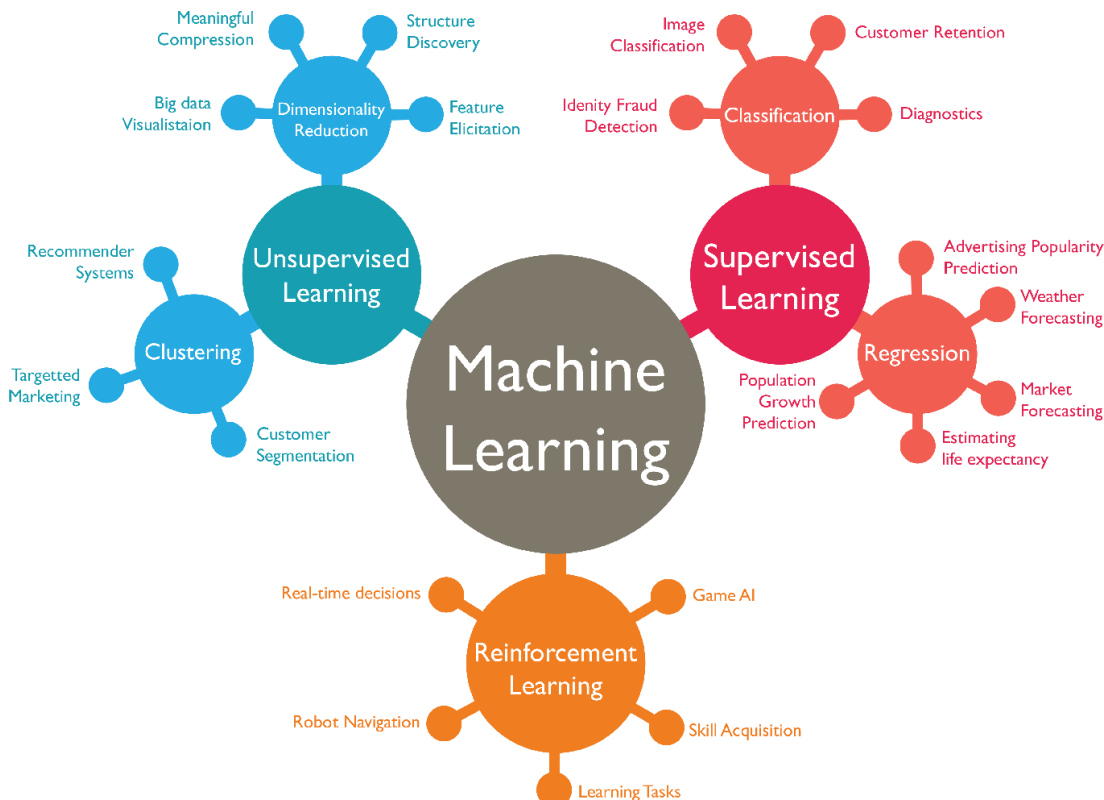 Meaningful
Compression
Structure
Discovery
Big data
Visualistaion
Dimensionality
Reduction
Feature
Elicitation
Image
Classification
Customer Retention
Idenity Fraud
Detection
Classification
Diagnostics
Unsupervised
Learning
Recommender
Systems
Clustering
Targetted
Marketing
Customer
Segmentation
Supervised
Learning
Advertising Popularity
Prediction
Weather
Forecasting
Regression
Population
Growth
Prediction
Market
Forecasting
Estimating
life expectancy
Machine
Learning
Real-time decisions
Game AI
Reinforcement
Learning
Robot Navigation
Skill Acquisition
Learning Tasks